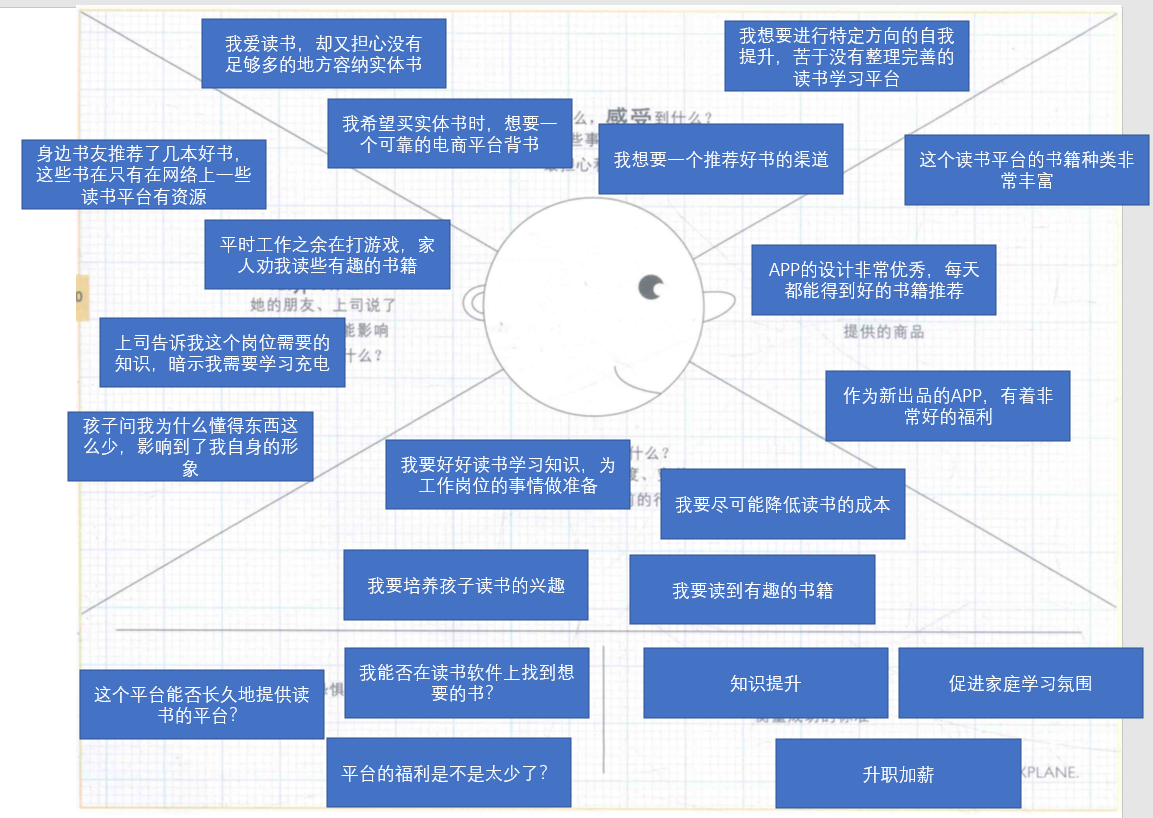 我爱读书，却又担心没有
足够多的地方容纳实体书
我想要进行特定方向的自我
提升，苦于没有整理完善的
读书学习平台
么，感受到什么？
些事
我希望买实体书时，想要一
个可靠的电商平台背书
我想要一个推荐好书的渠道
身边书友推荐了几本好书，
这些书在只有在网络上一些
读书平台有资源
这个读书平台的书籍种类非
常丰富
平时工作之余在打游戏，家
人劝我读些有趣的书籍
APP的设计非常优秀，每天
都能得到好的书籍推荐
她的朋友、上司说了
能影响
什么？
提供的商品
上司告诉我这个岗位需要的
知识，暗示我需要学习充电
作为新出品的APP，有着非
常好的福利
孩子问我为什么懂得东西这
么少，影响到了我自身的形
象
什么？
我要好好读书学习知识，为
工作岗位的事情做准备
我要尽可能降低读书的成本
我要培养孩子读书的兴趣
我要读到有趣的书籍
这个平台能否长久地提供读
书的平台？
我能否在读书软件上找到想
要的书？
知识提升
促进家庭学习氛围
平台的福利是不是太少了？
升职加薪
XPLANE.